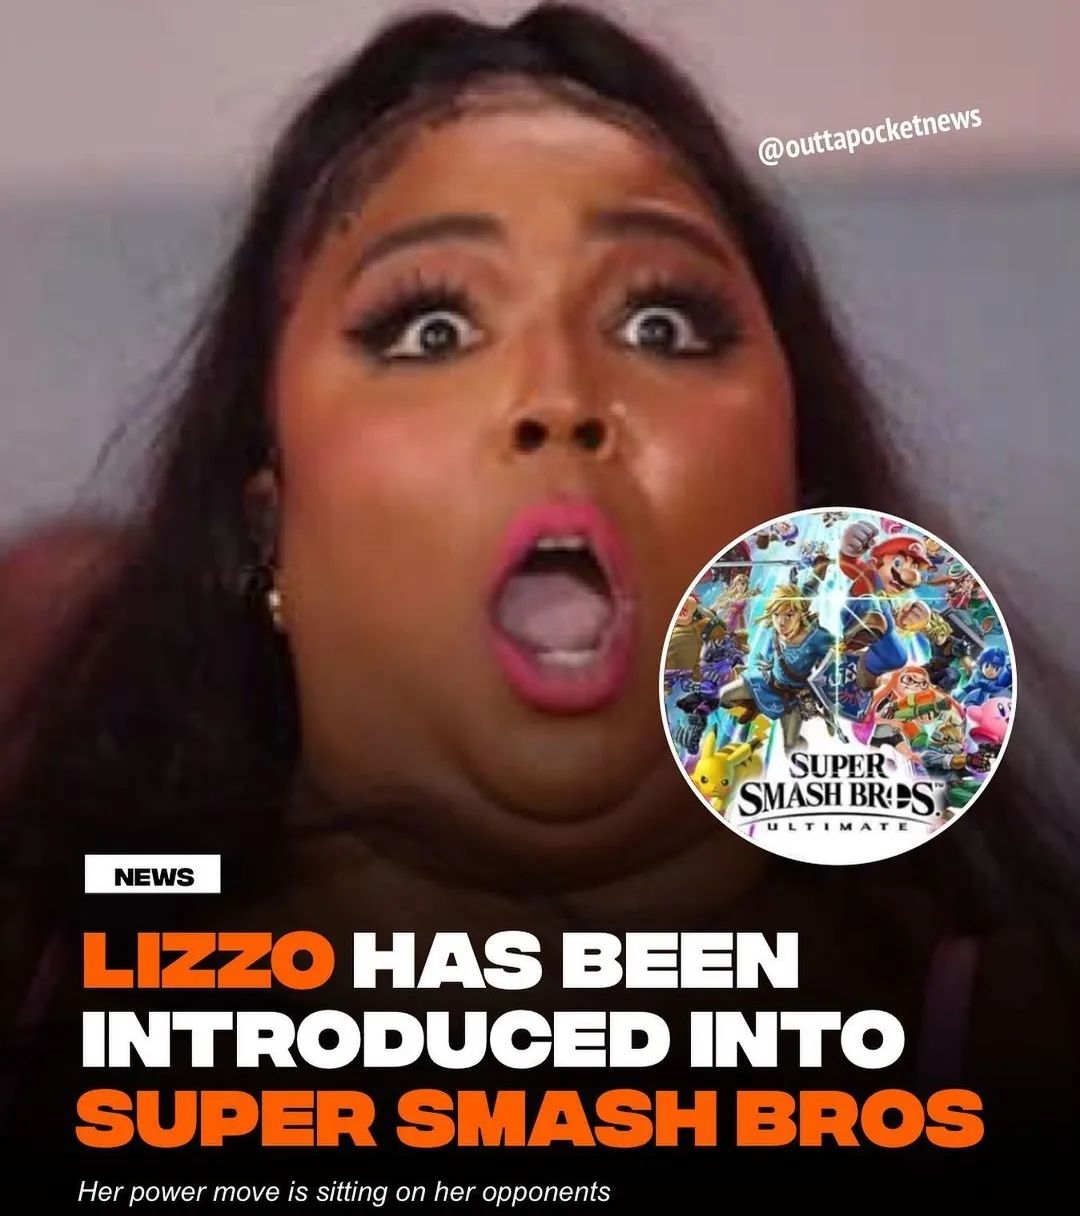 @outtapocketnews
SUPER
SMASH BROS.
ULTIMATE
NEWS
LIZZO HAS BEEN
INTRODUCED INTO
SUPER SMASH BROS
Her power move is sitting on her opponents